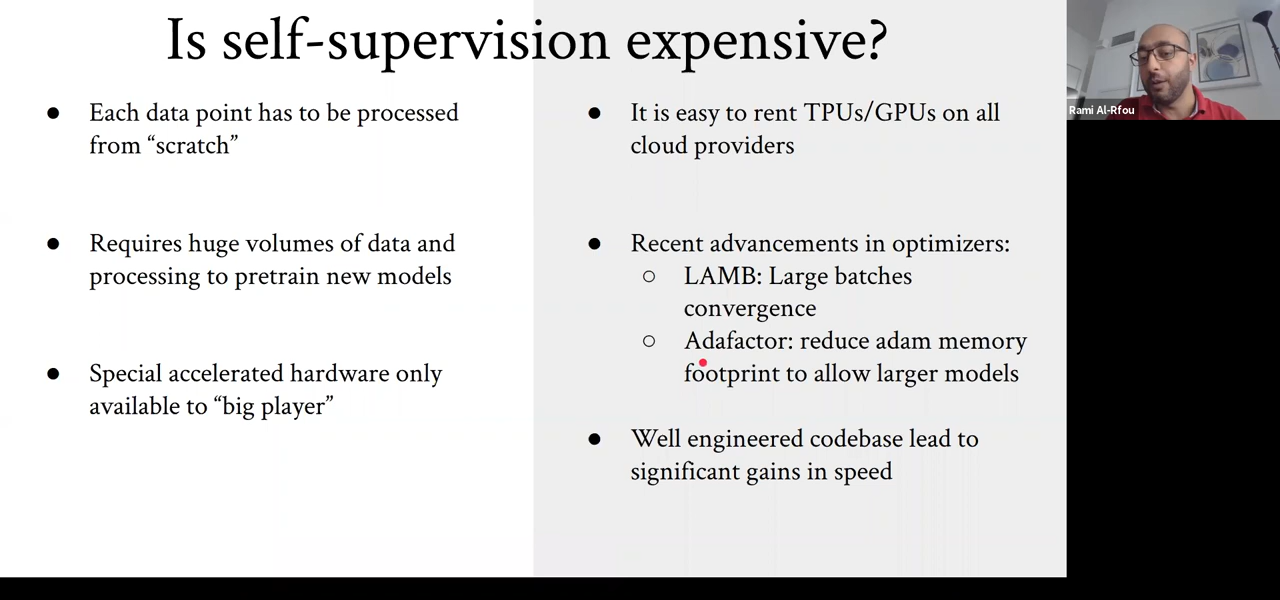 Is self-supervision expensive?
● Each data point has to be processed
from “scratch”
● Requires huge volumes of data and
processing to pretrain new models
● Special accelerated hardware only
available to “big player”
● It is easy to rent TPUs/GPUs on all
cloud providers
● Recent advancements in optimizers:
○ LAMB: Large batches
convergence
○ Adafactor: reduce adam memory
footprint to allow larger models
● Well engineered codebase lead to
significant gains in speed
Rami Al-Rfou